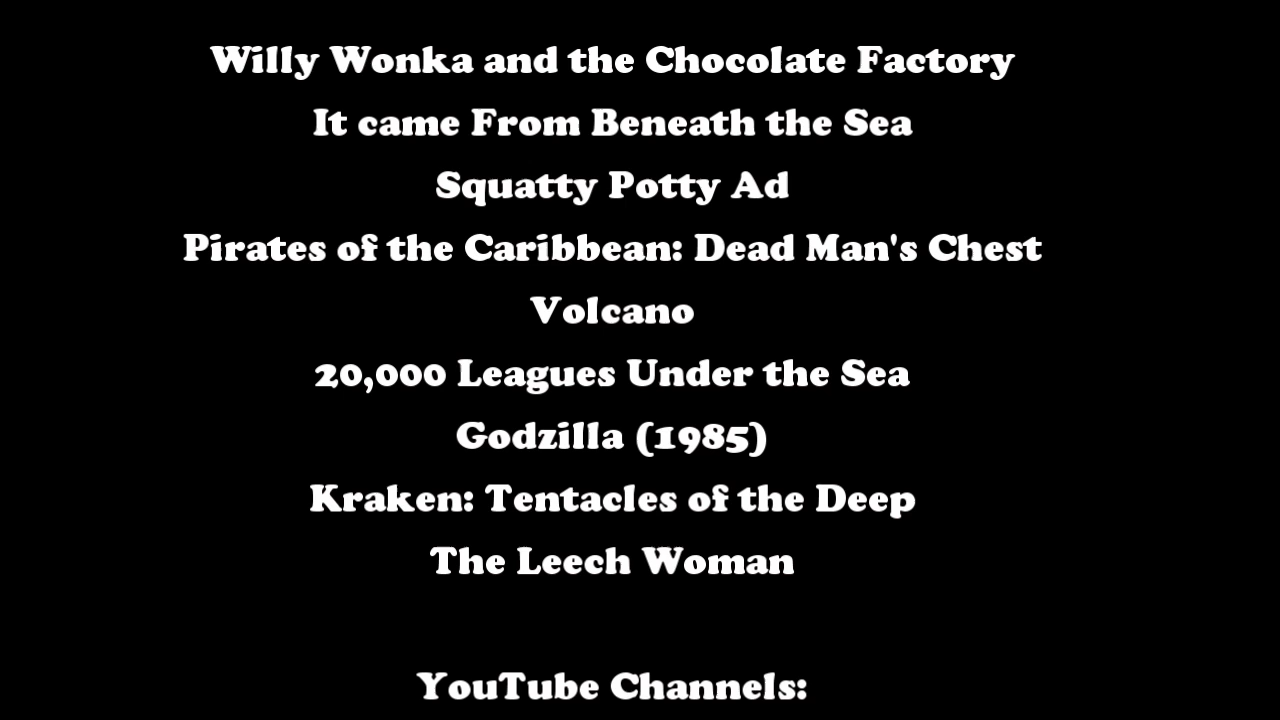 Willy Wonka and the Chocolate Factory
It came From Beneath the Sea
Squatty Potty Ad
Pirates of the Caribbean: Dead Man's Chest
Volcano
20,000 Leagues Under the Sea
Godzilla (1985)
Kraken: Tentacles of the Deep
The Leech Woman
YouTube Channels: